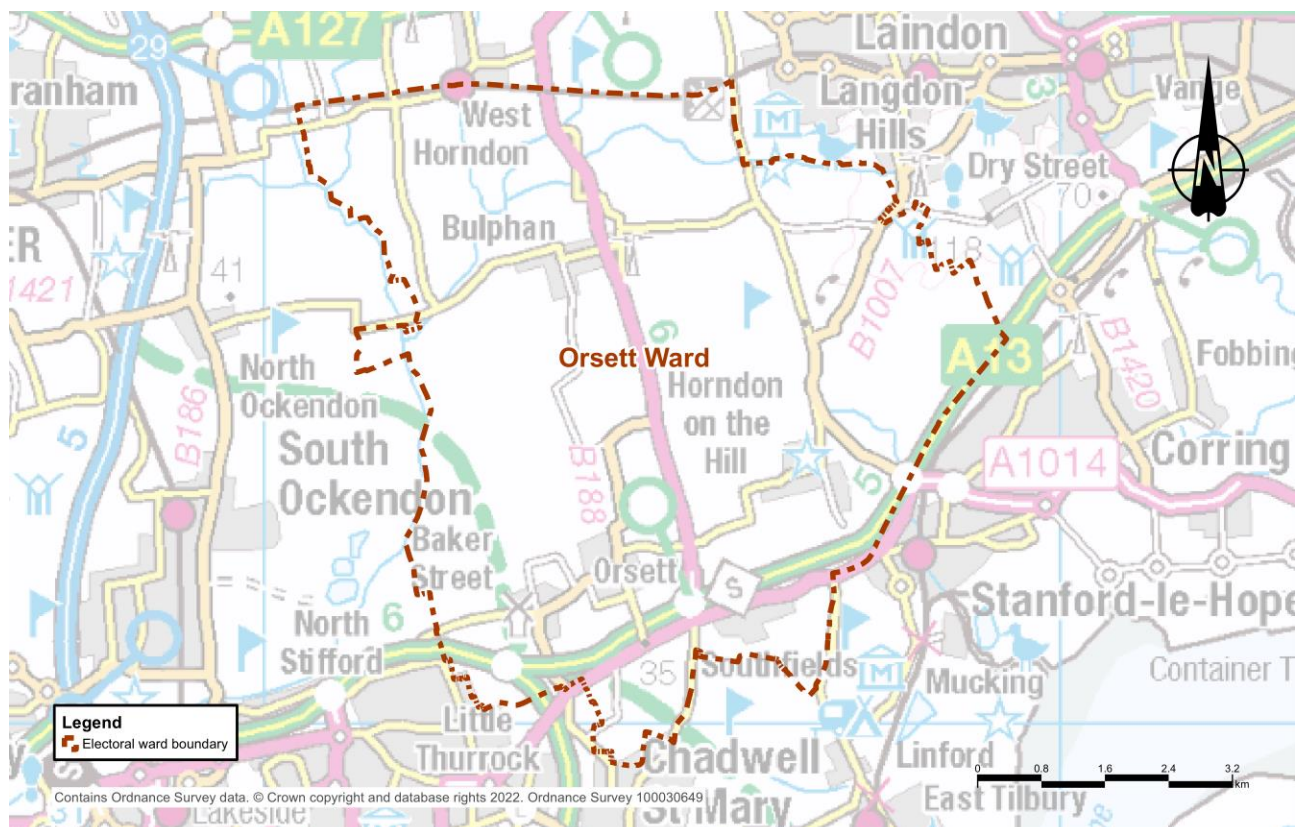 A127
Laindon
29
ranham
Langdon
Hills
Vange
3
8
West
Horndon
Dry Street
N
70
Bulphan
ER
1421
41
118
B1007
A13
B1420
Fobbing
Orsett Ward
6
North
Ockendon
Horndon
on the
Hill
B186
5
South
Ockendon
B188
5
A1014
Corring
Baker
Street
Orsett
S
Stanford-le-Hope
North
Stifford
6
35
Southfields
Mucking
Container T
Legend
Electoral ward boundary
Little
Thurrock
Chadwell
St Mary
Linford
East Tilbury
0 0.8 1.6 2.4 3.2
km
y
S
Contains Ordnance Survey data. © Crown copyright and database rights 2022. Ordnance Survey 100030649
31
Lakeside